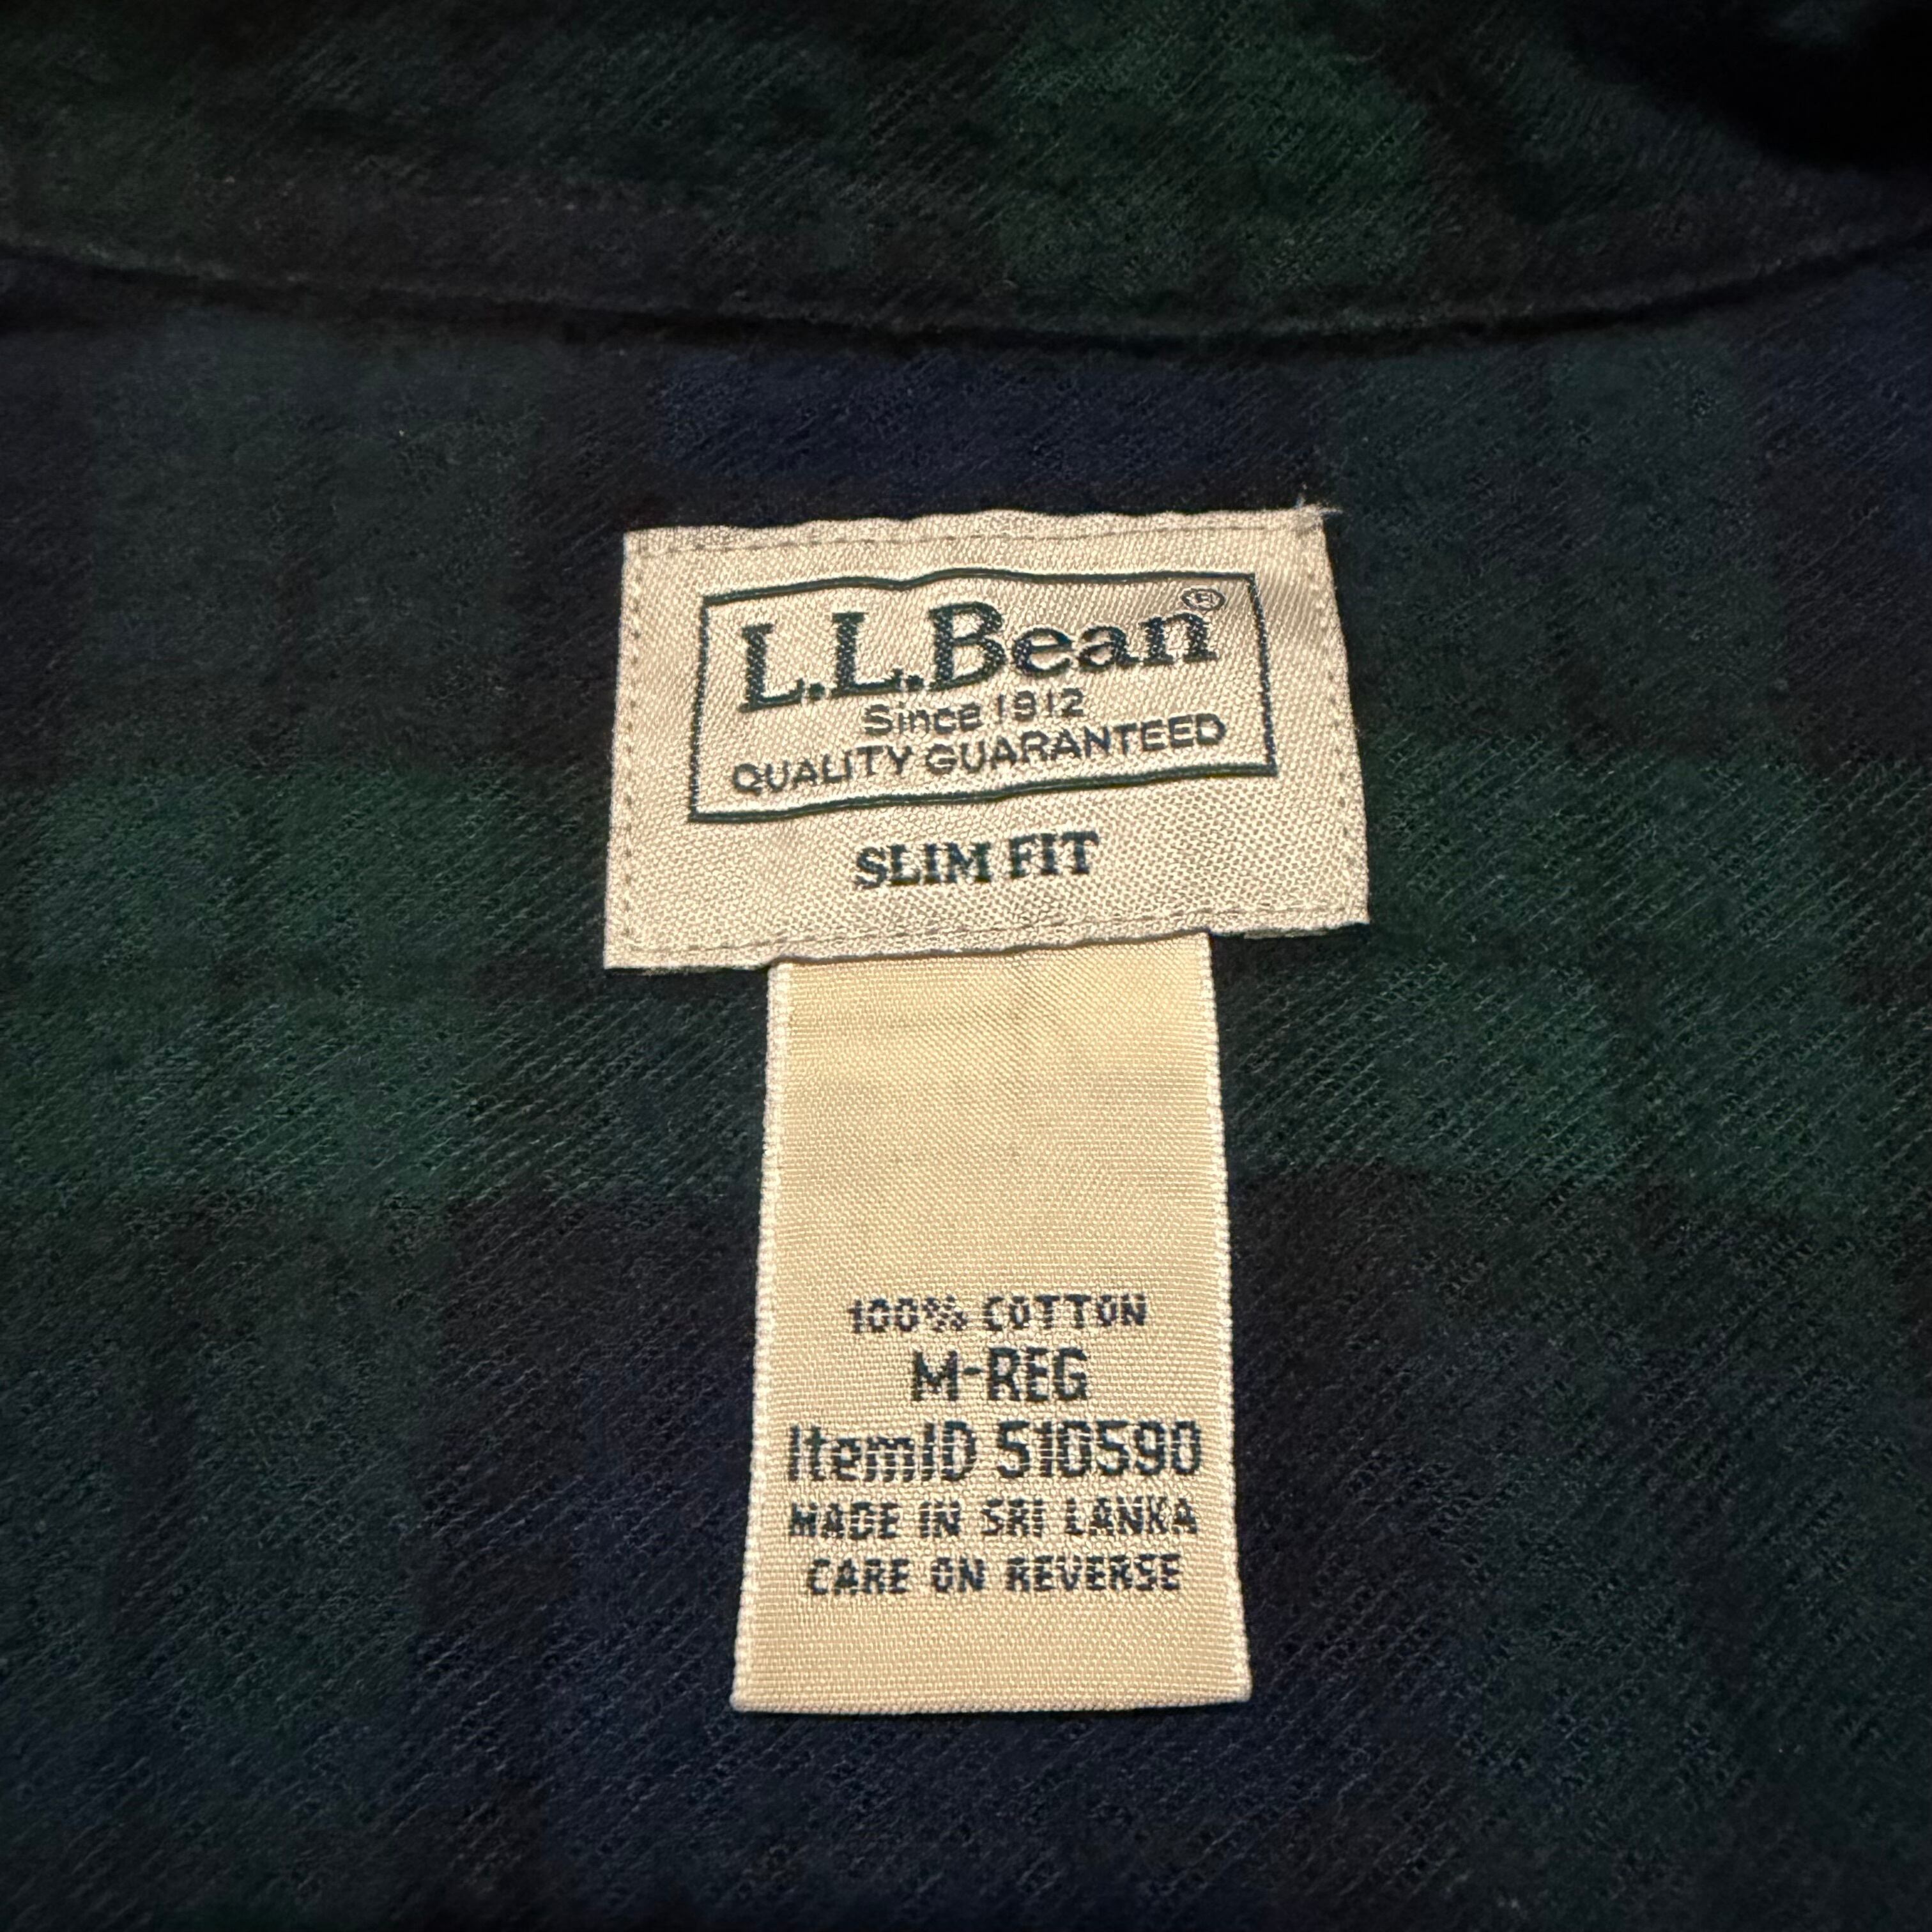 L.L.Bean®
Since 1912
QUALITY GUARANTEED
SLIM FIT
100% COTTON
M-REG
ItemID 510590
MADE IN SRI LANKA
CARE ON REVERSE